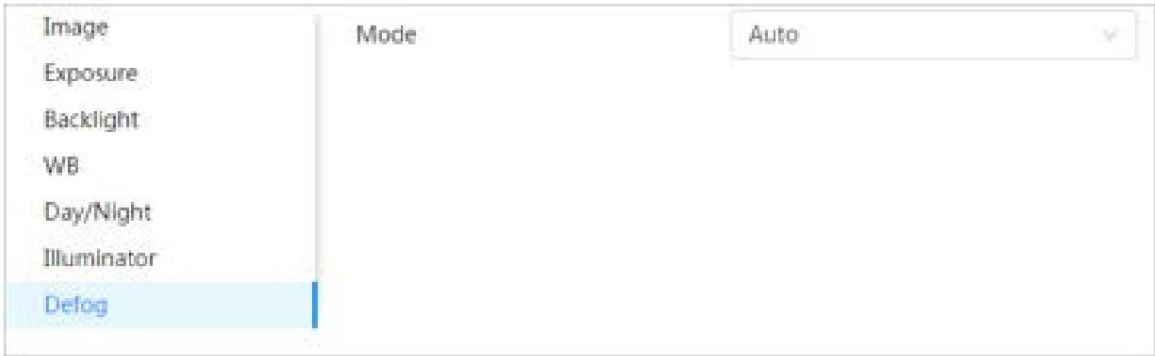 Image
Mode Auto
Exposure
Backlight
WB
Day/Night
Illuminator
Defog